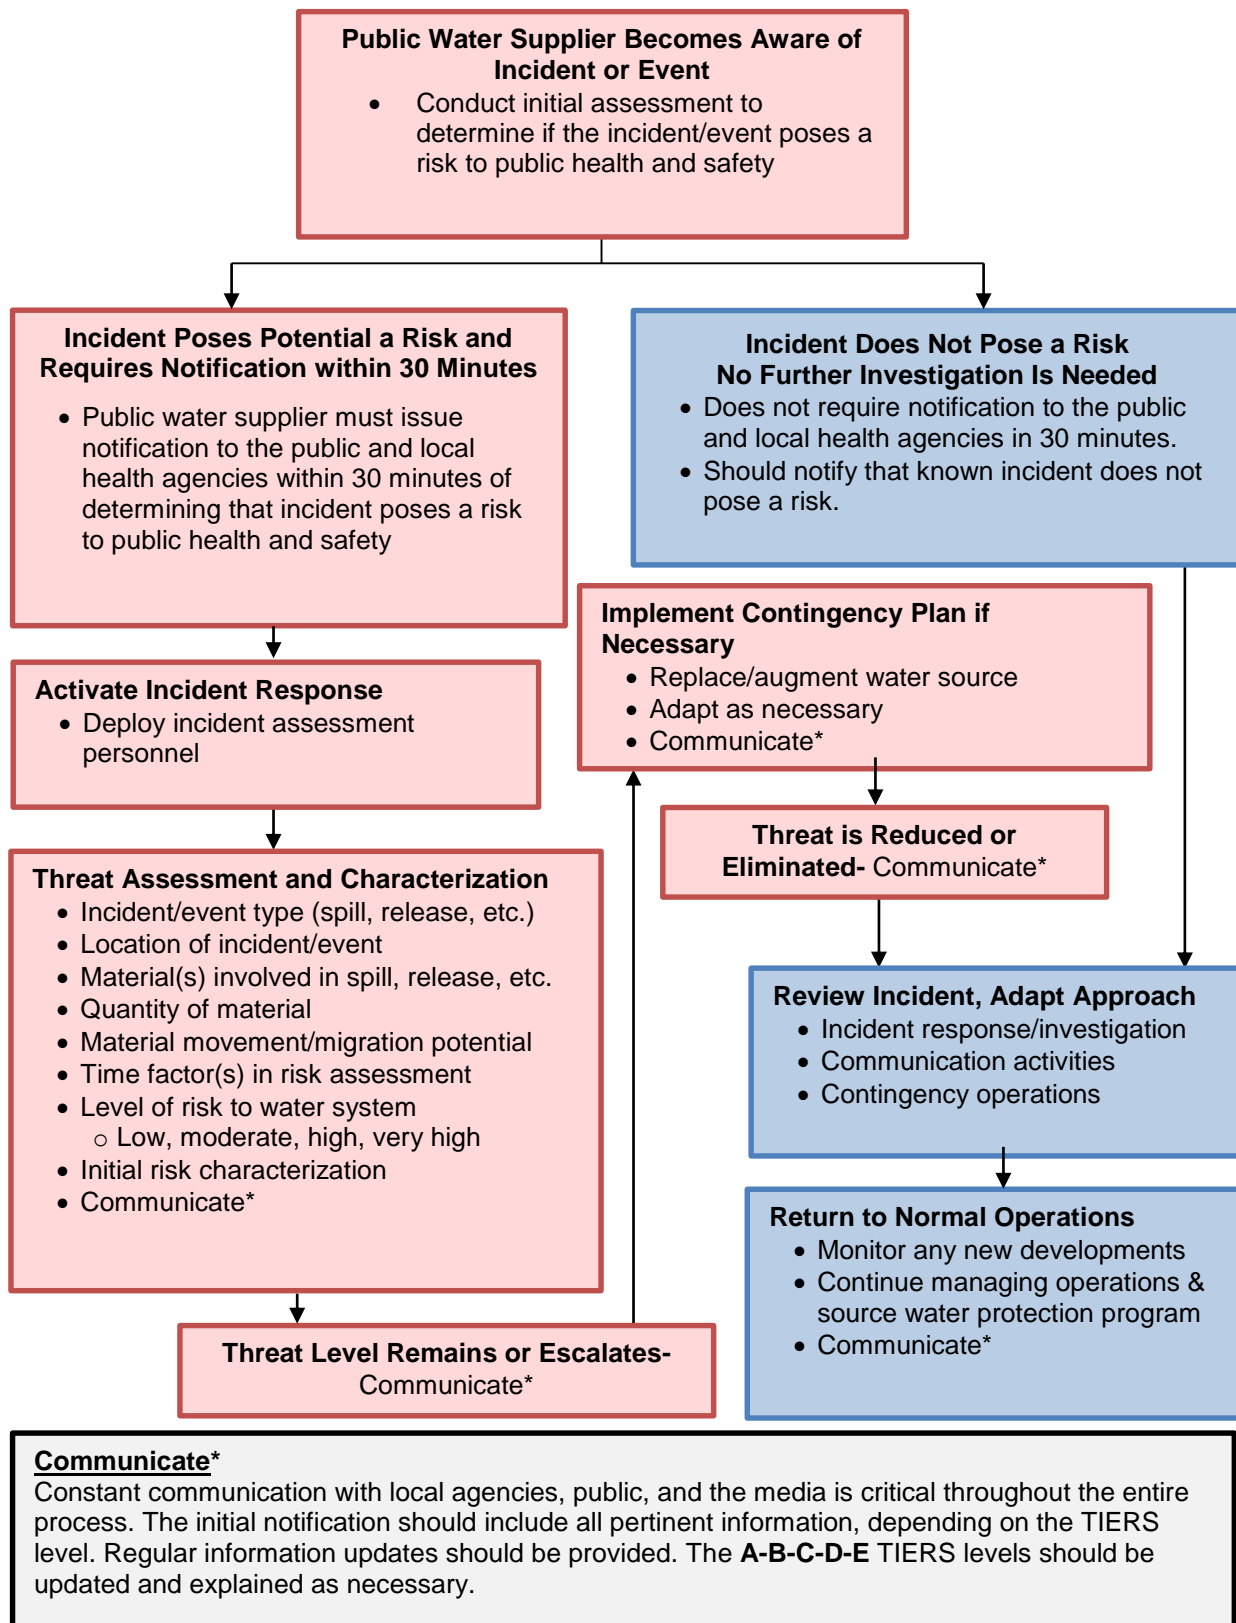 Public Water Supplier Becomes Aware of
Incident or Event
• Conduct initial assessment to
determine if the incident/event poses a
risk to public health and safety
Incident Poses Potential a Risk and
Requires Notification within 30 Minutes
• Public water supplier must issue
notification to the public and local
health agencies within 30 minutes of
determining that incident poses a risk
to public health and safety
Incident Does Not Pose a Risk
No Further Investigation Is Needed
• Does not require notification to the public
and local health agencies in 30 minutes.
• Should notify that known incident does not
pose a risk.
Activate Incident Response
• Deploy incident assessment
personnel
Threat Assessment and Characterization
• Incident/event type (spill, release, etc.)
• Location of incident/event
• Material(s) involved in spill, release, etc.
• Quantity of material
• Material movement/migration potential
• Time factor(s) in risk assessment
• Level of risk to water system
o Low, moderate, high, very high
• Initial risk characterization
• Communicate*
Threat Level Remains or Escalates-
Communicate*
Implement Contingency Plan if
Necessary
• Replace/augment water source
• Adapt as necessary
• Communicate*
Threat is Reduced or
Eliminated- Communicate*
Review Incident, Adapt Approach
• Incident response/investigation
• Communication activities
• Contingency operations
Return to Normal Operations
• Monitor any new developments
• Continue managing operations &
source water protection program
• Communicate*
Communicate*
Constant communication with local agencies, public, and the media is critical throughout the entire
process. The initial notification should include all pertinent information, depending on the TIERS
level. Regular information updates should be provided. The A-B-C-D-E TIERS levels should be
updated and explained as necessary.